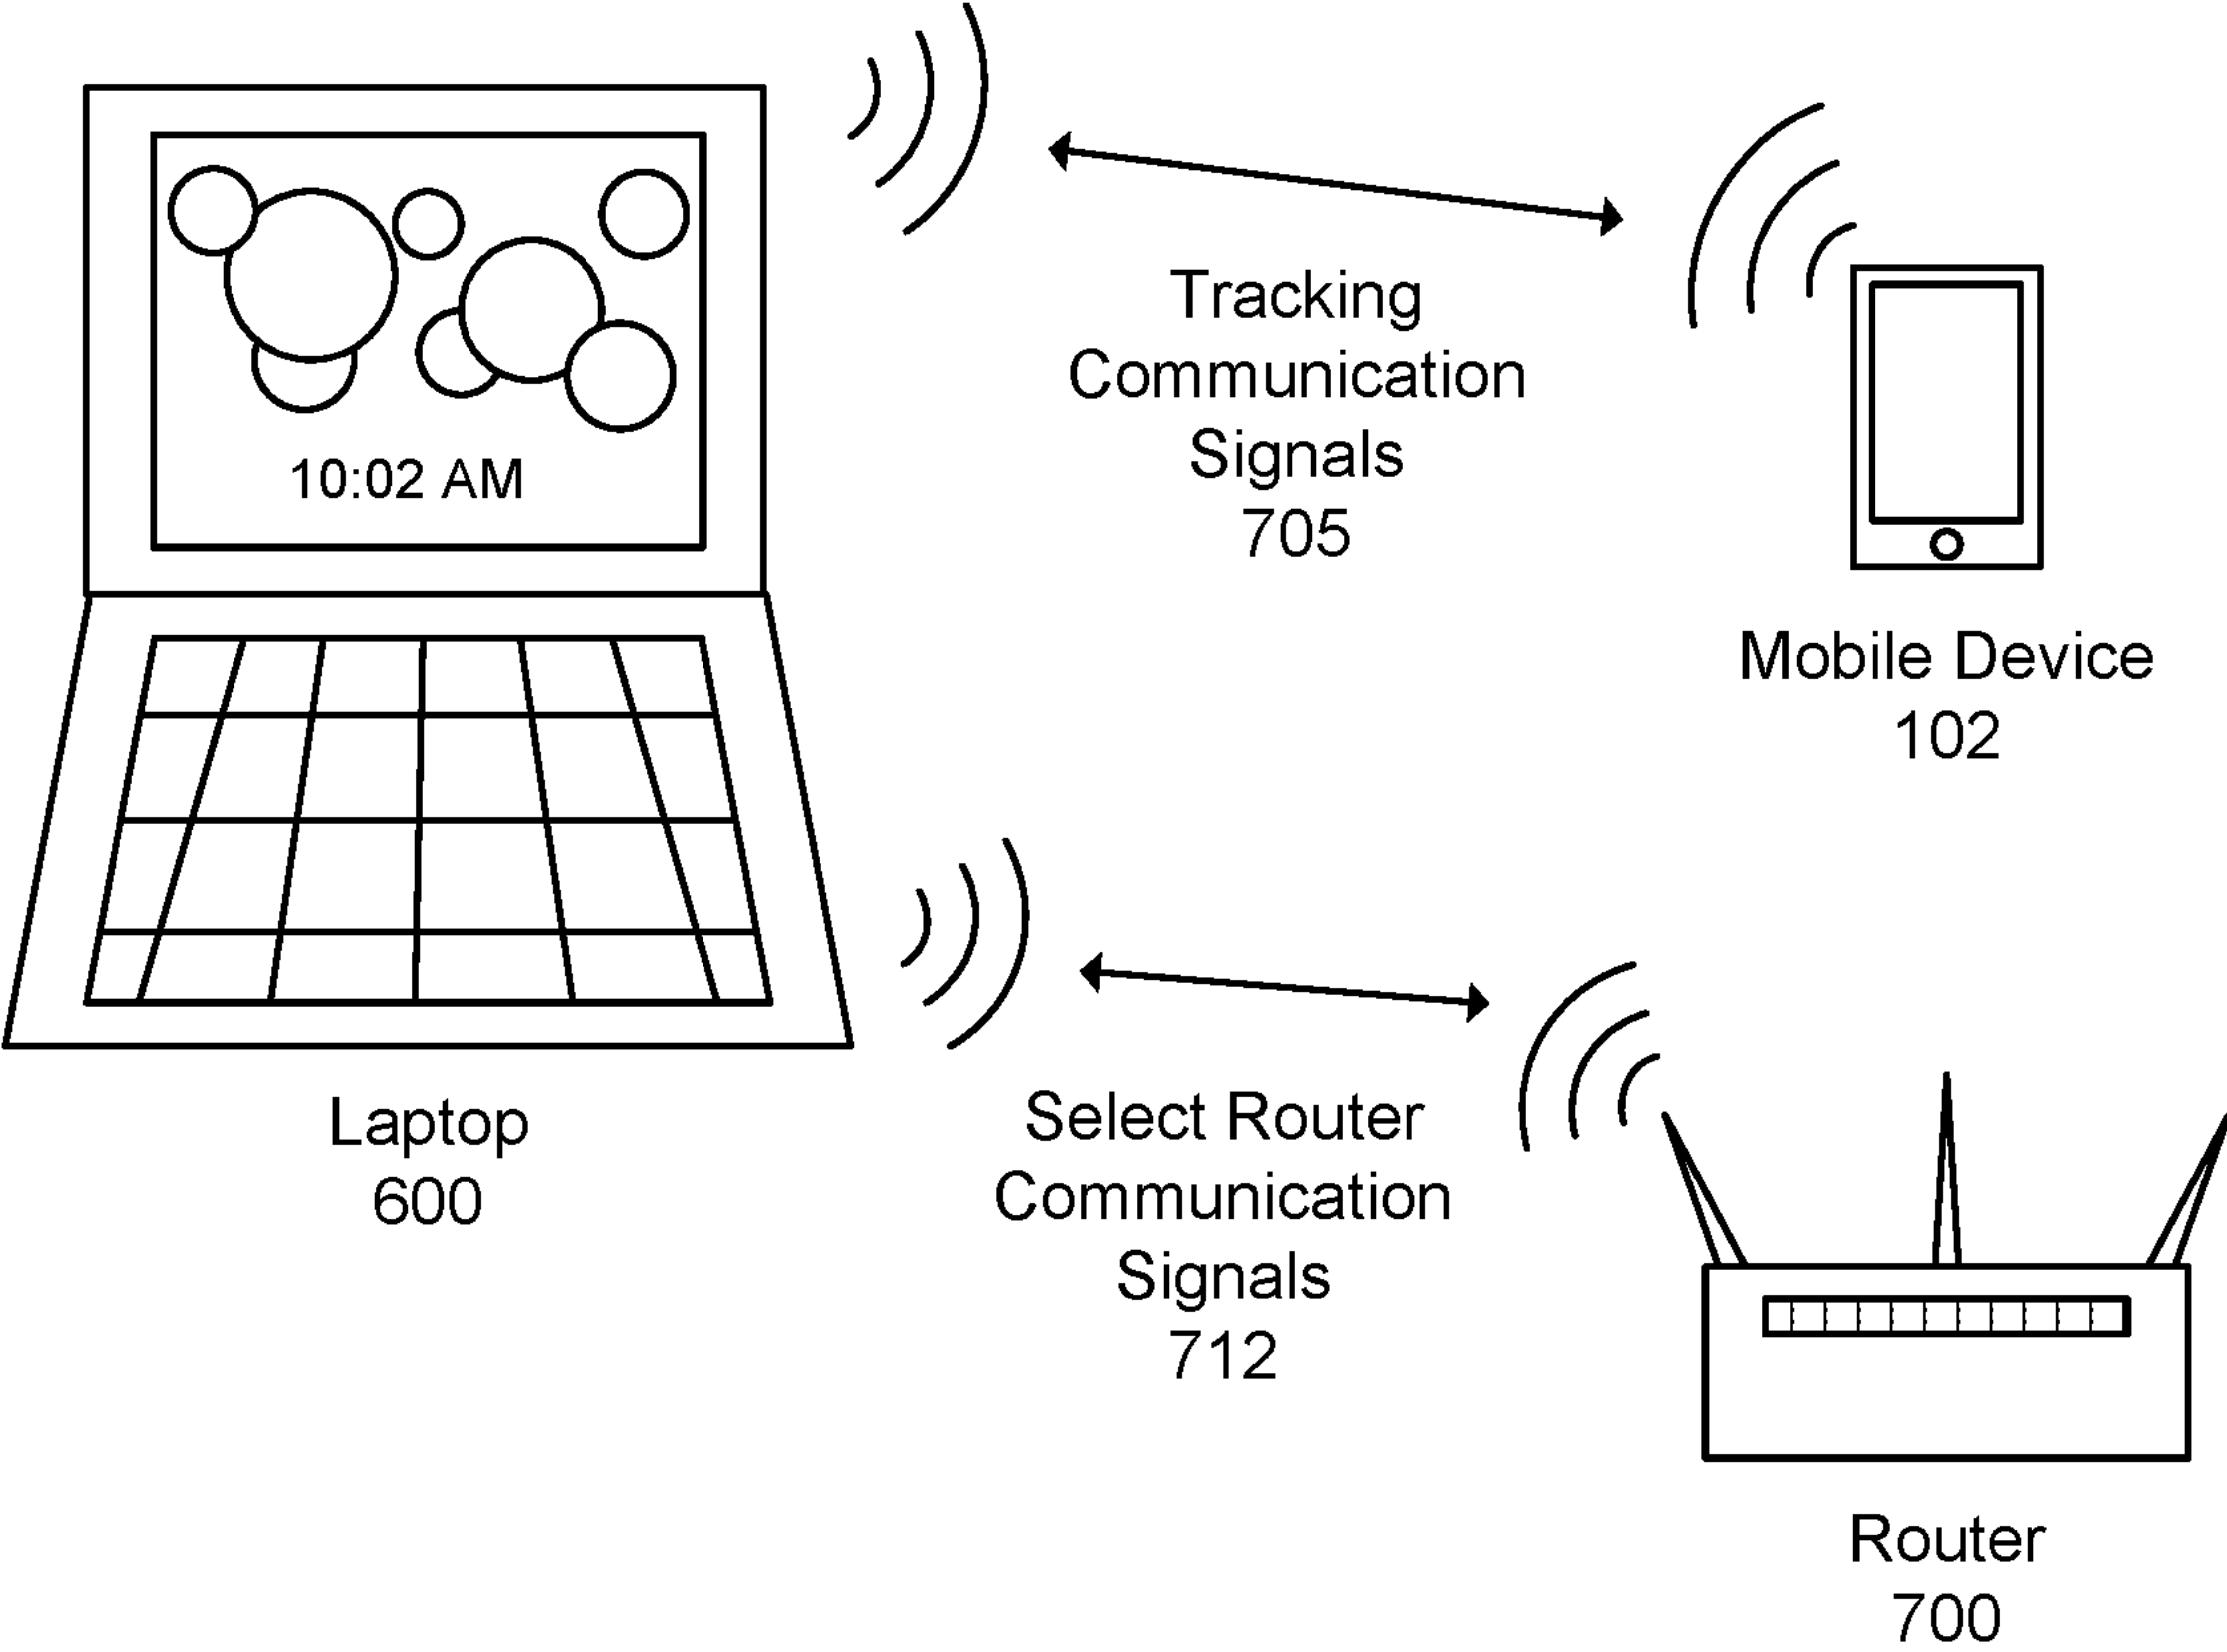 10:02 AM
Tracking
Communication
Signals
705
Mobile Device
102
Laptop
600
Select Router
Communication
Signals
712
Router
700